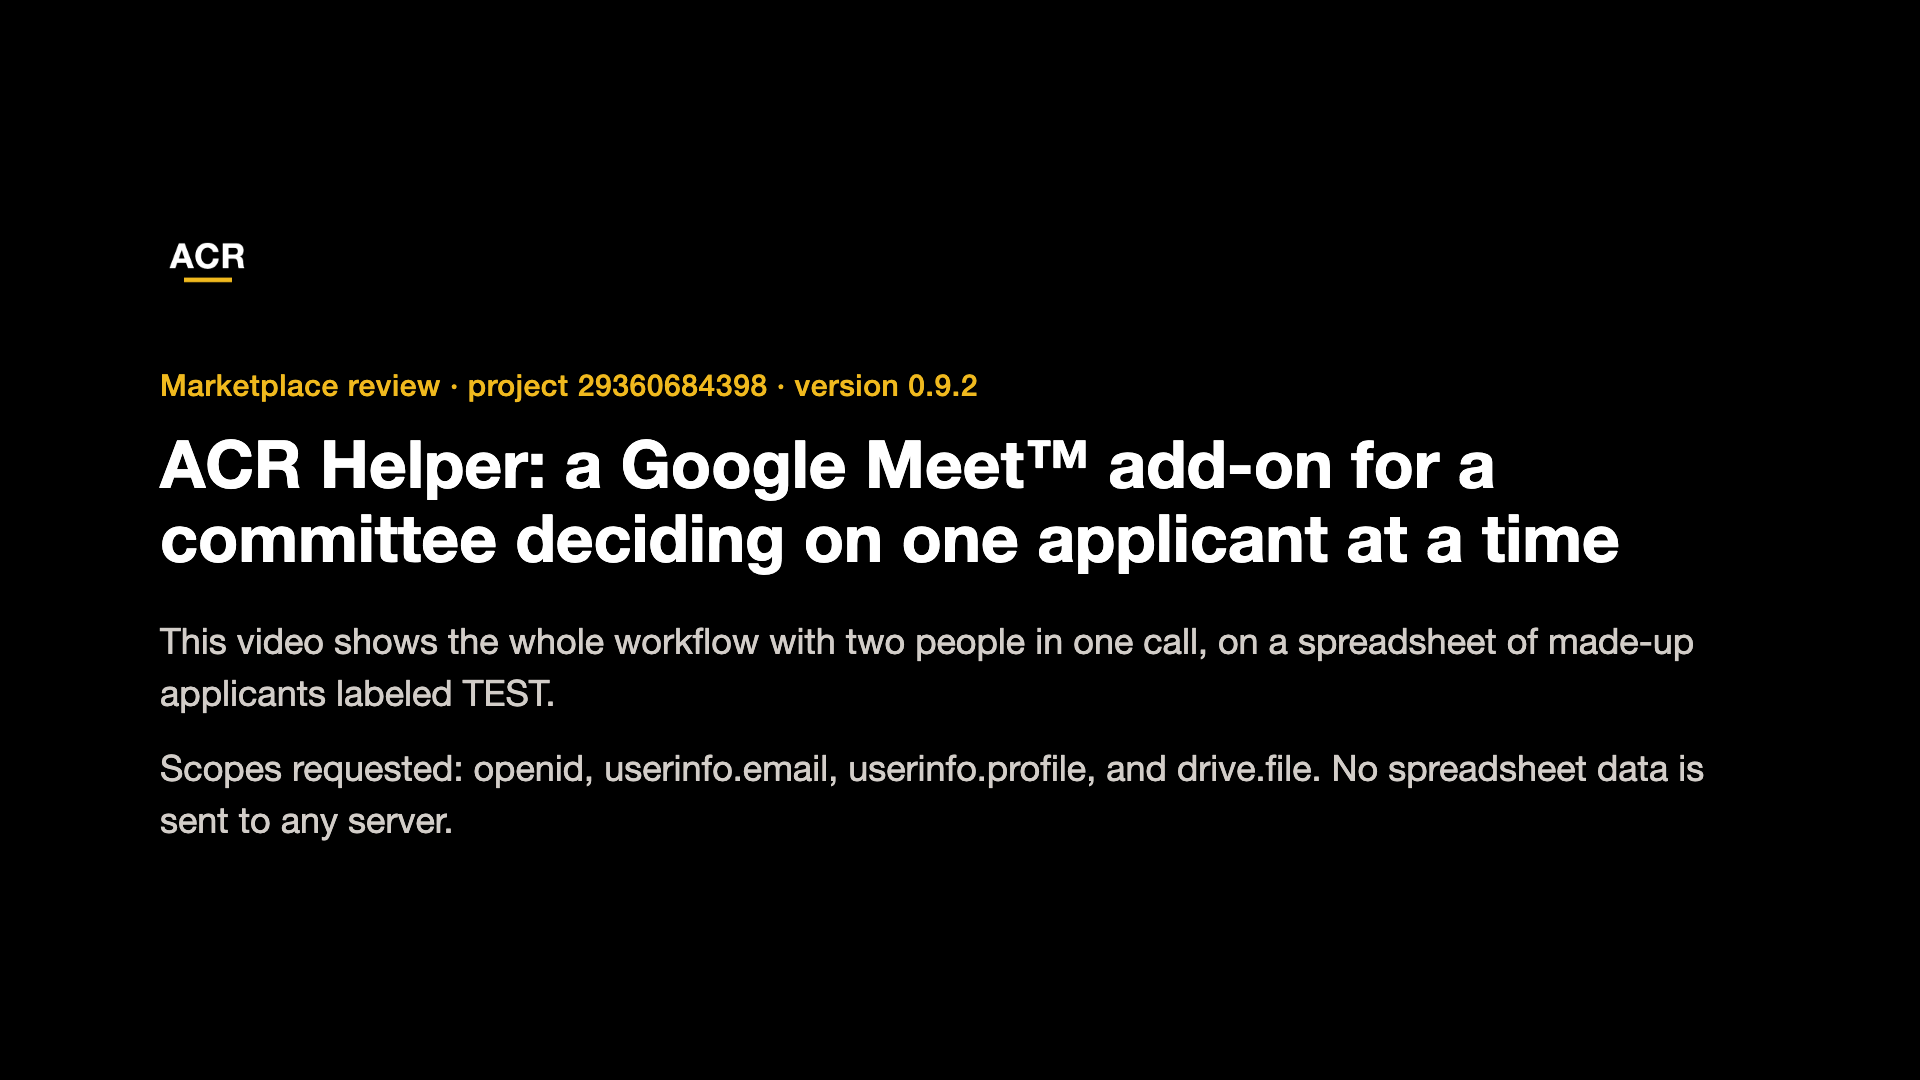 ACR
Marketplace review · project 29360684398 · version 0.9.2
ACR Helper: a Google Meet™ add-on for a
committee deciding on one applicant at a time
This video shows the whole workflow with two people in one call, on a spreadsheet of made-up
applicants labeled TEST.
Scopes requested: openid, userinfo.email, userinfo.profile, and drive.file. No spreadsheet data is
sent to any server.